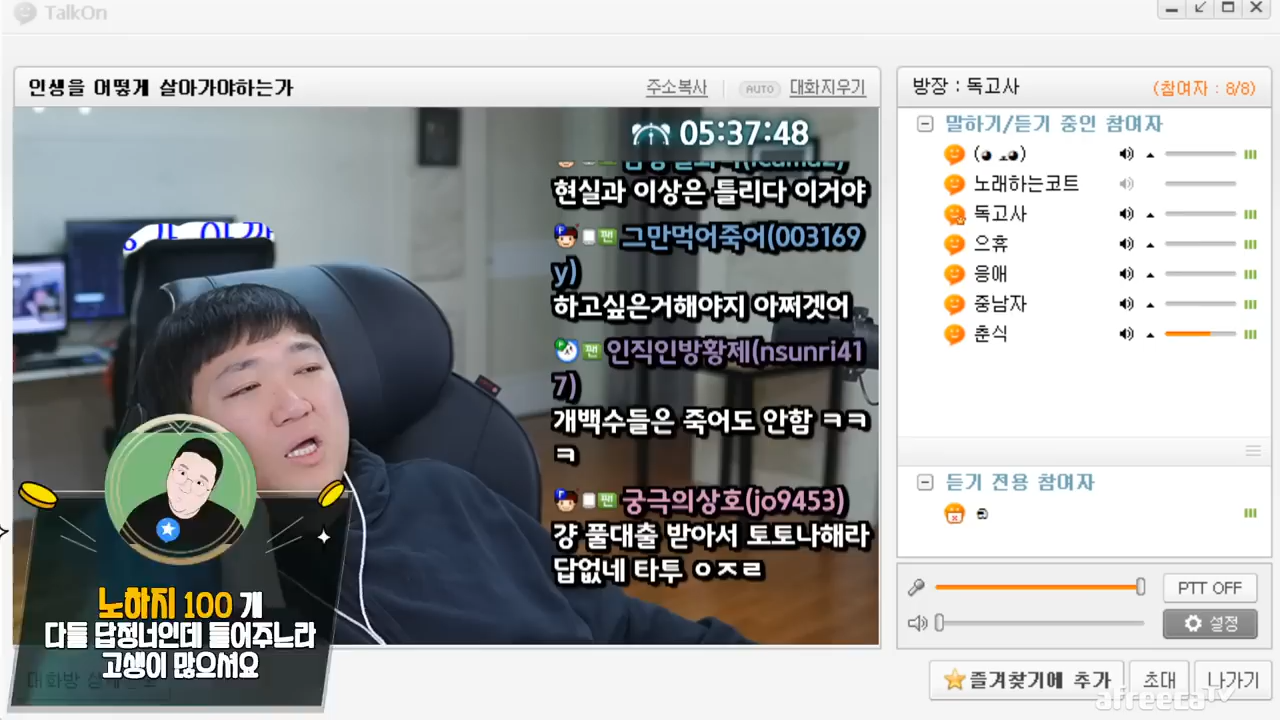 TalkOn
인생을 어떻게 살아가야하는가
주소복사
AUTO
대화지우기
05:37:48
현실과 이상은 틀리다 이거야
그만먹어죽어(003169
y)
하고싶은거해야지 아쩌겟어
인직인방황제(nsunri41
7)
개백수들은 죽어도 안함 ㅋㅋ
ㅋ
궁극의상호(jo9453)
걍 풀대출 받아서 토토나해라
답없네 타투 ㅇㅈㄹ
노하지 100 개
다들 답정너인데 들어주느라
고생이 많으셔요
방장 : 독고사
(참여자 : 8/8)
말하기/듣기 중인 참여자
노래하는코트
독고사
으휴
응애
중남자
춘식
듣기 전용 참여자
PTT OFF
설정
즐겨찾기에 추가
초대
나가기
afreecaTV